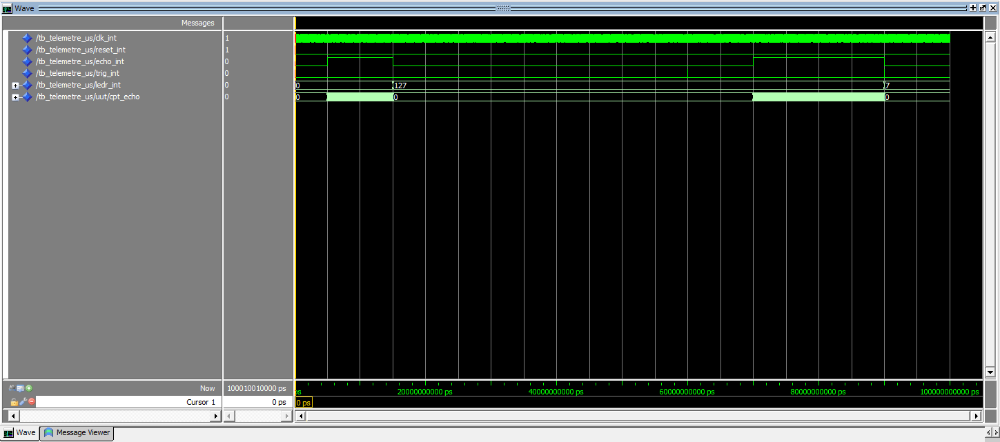 Wave
Messages
/tb_telemetre_us/clk_int 1
/tb_telemetre_us/reset_int 1
/tb_telemetre_us/echo_int 0
/tb_telemetre_us/trig_int 0
/tb_telemetre_us/ledr_int 0 0 127 7
/tb_telemetre_us/uut/cpt_echo 0 0 0 0
Now 100010010000 ps ps 20000000000 ps 40000000000 ps 60000000000 ps 80000000000 ps 100000000000 ps
Cursor 1 0 ps 0 ps
Wave Message Viewer